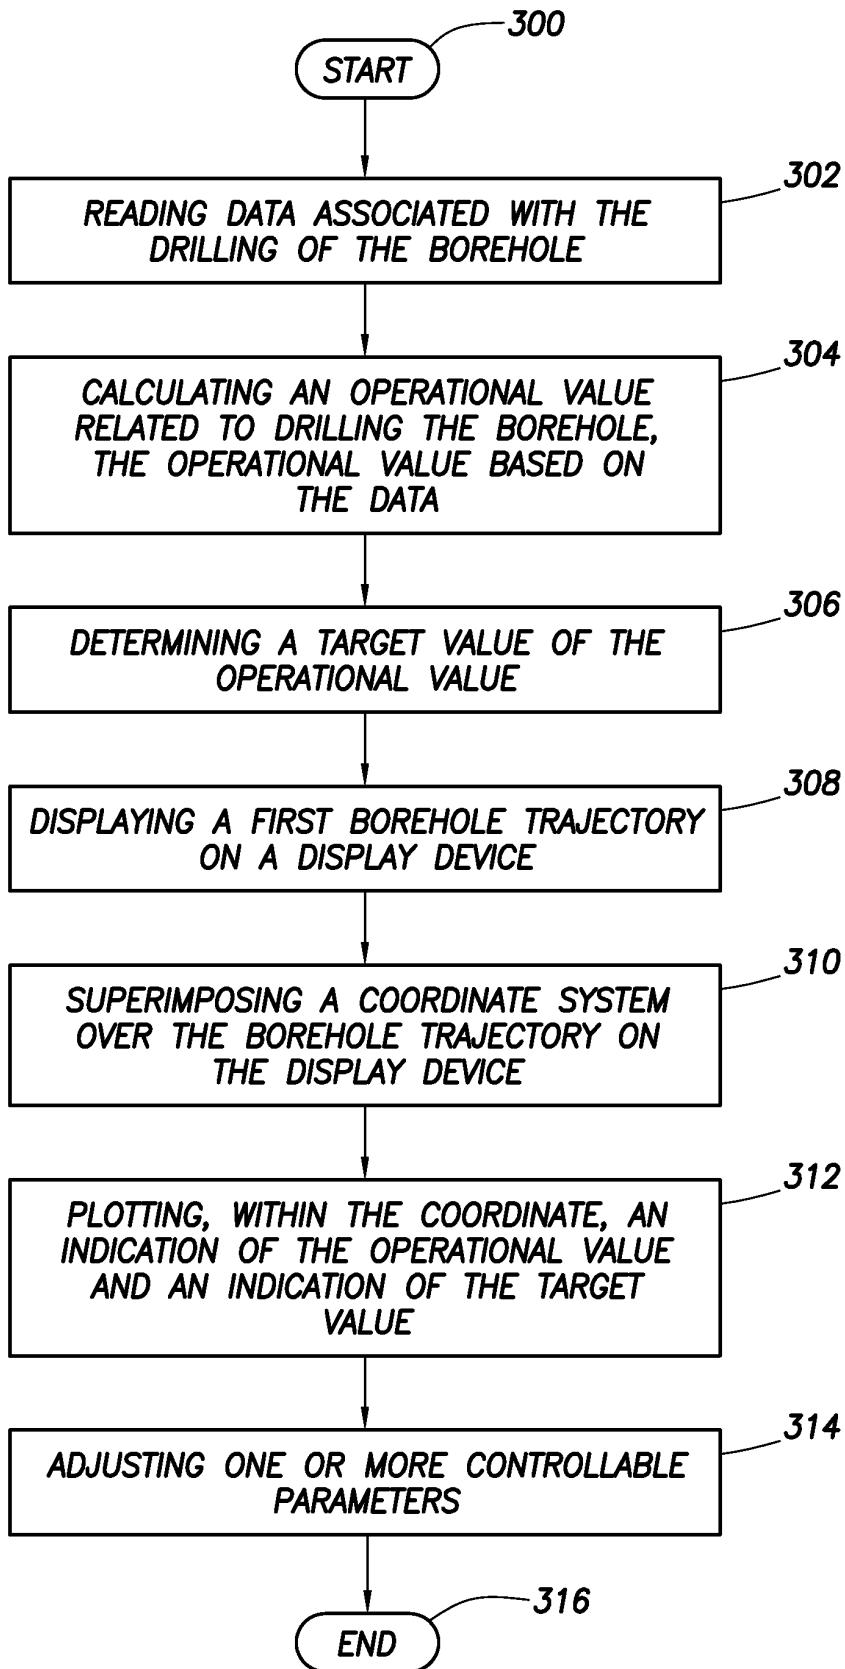 300
START
302
READING DATA ASSOCIATED WITH THE
DRILLING OF THE BOREHOLE
304
CALCULATING AN OPERATIONAL VALUE
RELATED TO DRILLING THE BOREHOLE,
THE OPERATIONAL VALUE BASED ON
THE DATA
306
DETERMINING A TARGET VALUE OF THE
OPERATIONAL VALUE
308
DISPLAYING A FIRST BOREHOLE TRAJECTORY
ON A DISPLAY DEVICE
310
SUPERIMPOSING A COORDINATE SYSTEM
OVER THE BOREHOLE TRAJECTORY ON
THE DISPLAY DEVICE
312
PLOTTING, WITHIN THE COORDINATE, AN
INDICATION OF THE OPERATIONAL VALUE
AND AN INDICATION OF THE TARGET
VALUE
314
ADJUSTING ONE OR MORE CONTROLLABLE
PARAMETERS
316
END